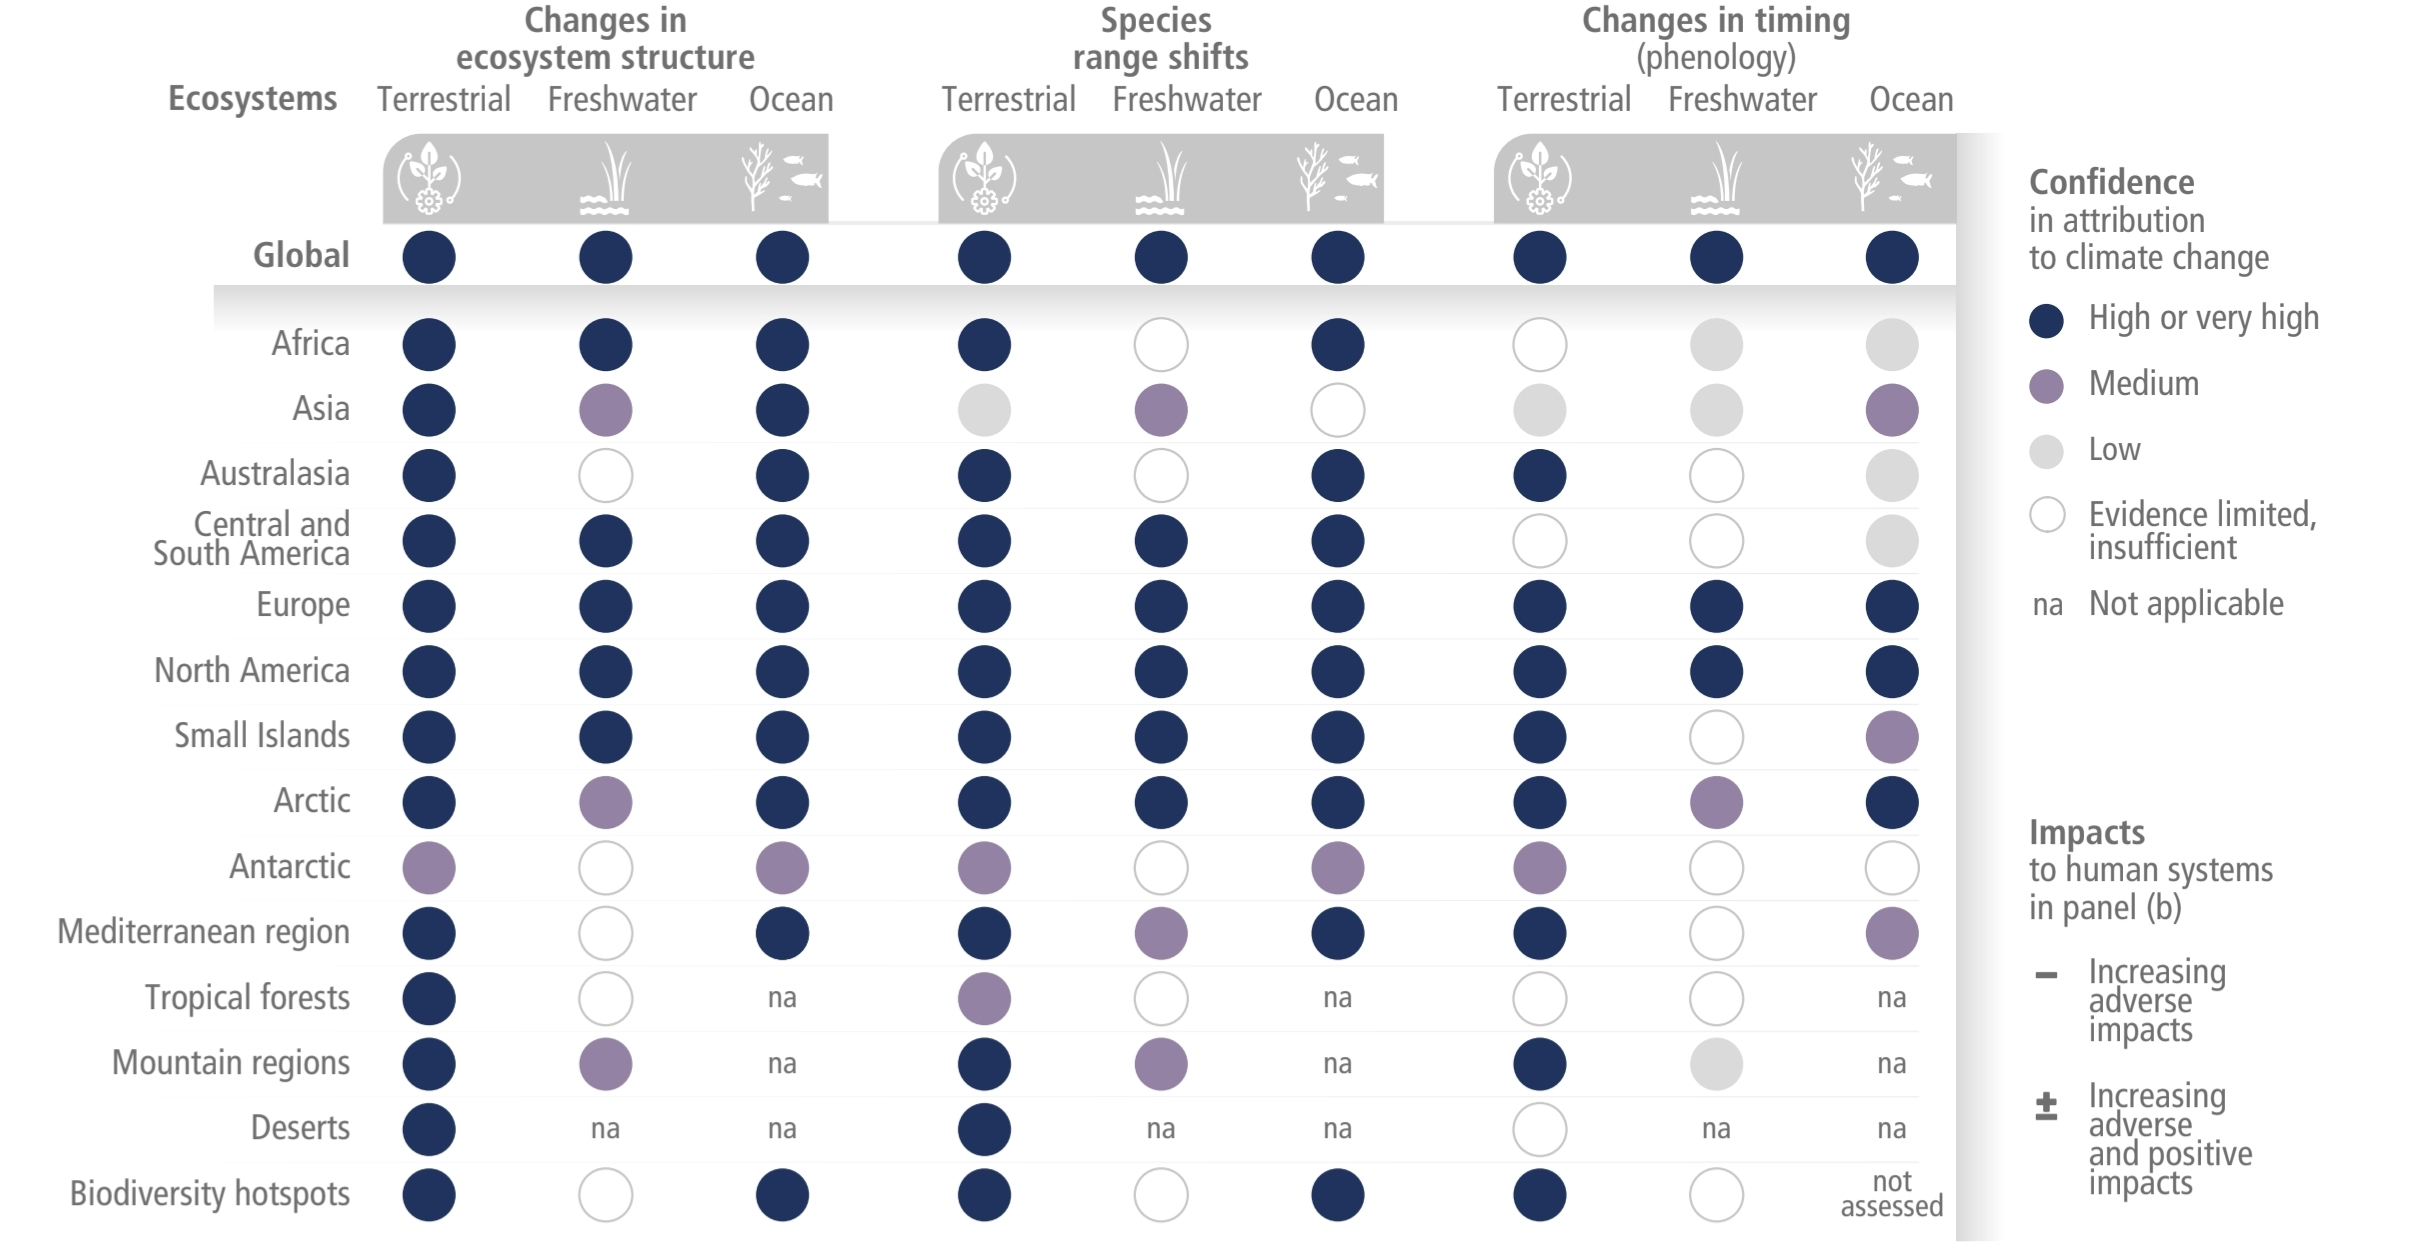 Changes in
ecosystem structure
Species
range shifts
Changes in timing
(phenology)
Ecosystems Terrestrial Freshwater Ocean Terrestrial Freshwater Ocean Terrestrial Freshwater Ocean
Global
Africa
Asia
Australasia
Central and
South America
Europe
North America
Small Islands
Arctic
Antarctic
Mediterranean region
Tropical forests na na na
Mountain regions na na na
Deserts na na na na na na
Biodiversity hotspots not
assessed
Confidence
in attribution
to climate change
High or very high
Medium
Low
Evidence limited,
insufficient
na Not applicable
Impacts
to human systems
in panel (b)
− Increasing
adverse
impacts
± Increasing
adverse
and positive
impacts